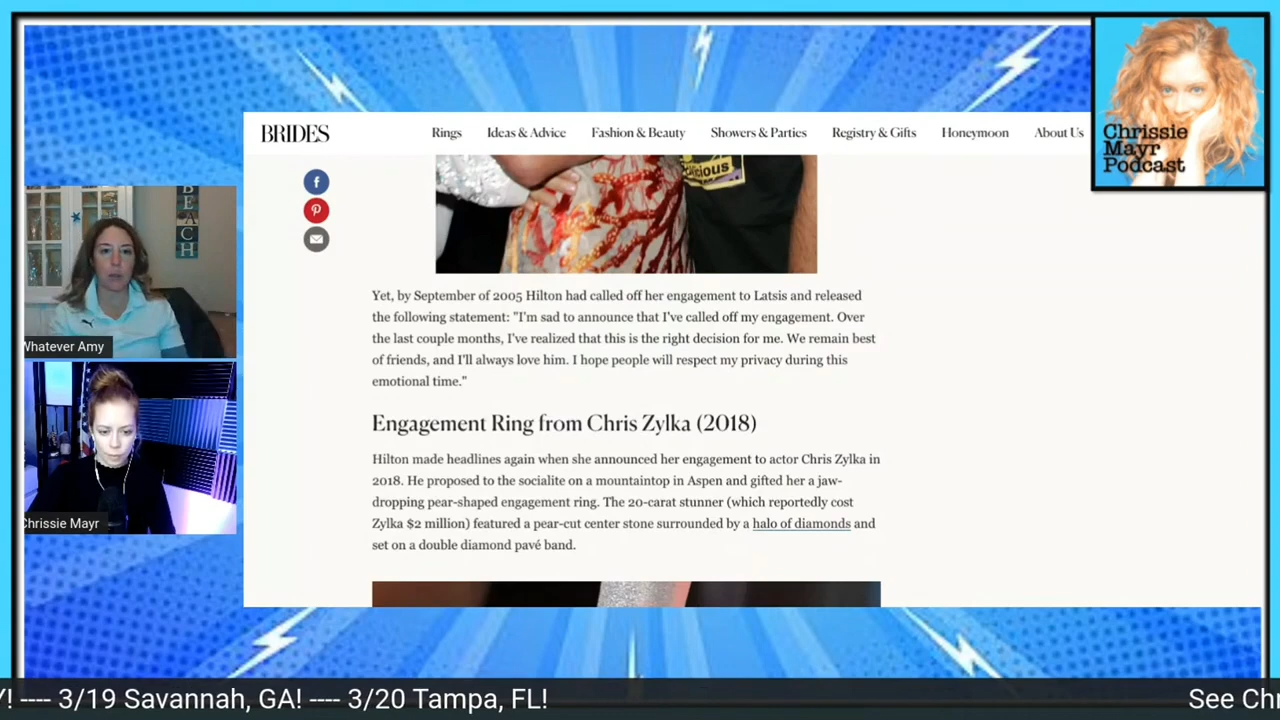 BRIDES
Rings
Ideas & Advice
Fashion & Beauty
Showers & Parties
Registry & Gifts
Honeymoon
About Us
Chrissie
Mayr
Podcast
BEACH
Whatever Amy
Chrissie Mayr
Yet, by September of 2005 Hilton had called off her engagement to Latsis and released
the following statement: "I'm sad to announce that I've called off my engagement. Over
the last couple months, I've realized that this is the right decision for me. We remain best
of friends, and I'll always love him. I hope people will respect my privacy during this
emotional time."
Engagement Ring from Chris Zylka (2018)
Hilton made headlines again when she announced her engagement to actor Chris Zylka in
2018. He proposed to the socialite on a mountaintop in Aspen and gifted her a jaw-
dropping pear-shaped engagement ring. The 20-carat stunner (which reportedly cost
Zylka $2 million) featured a pear-cut center stone surrounded by a halo of diamonds and
set on a double diamond pavé band.
! ---- 3/19 Savannah, GA! ---- 3/20 Tampa, FL!
See Chr